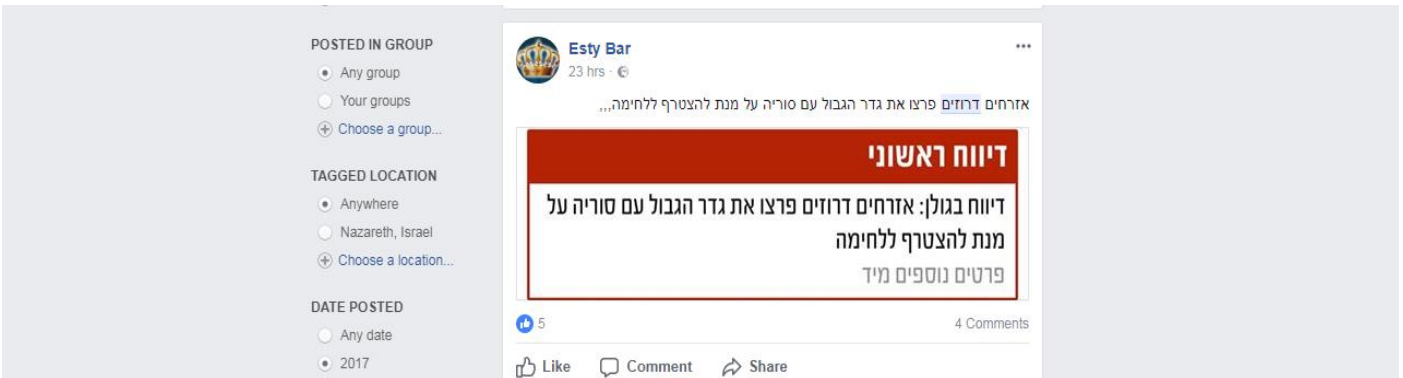 POSTED IN GROUP
Any group
Your groups
Choose a group...
TAGGED LOCATION
Anywhere
Nazareth, Israel
Choose a location...
DATE POSTED
Any date
2017
Esty Bar
23 hrs ·
אזרחים דרוזים פרצו את גדר הגבול עם סוריה על מנת להצטרף ללחימה,,,
דיווח ראשוני
דיווח בגולן: אזרחים דרוזים פרצו את גדר הגבול עם סוריה על
מנת להצטרף ללחימה
פרטים נוספים מיד
5
4 Comments
Like Comment Share